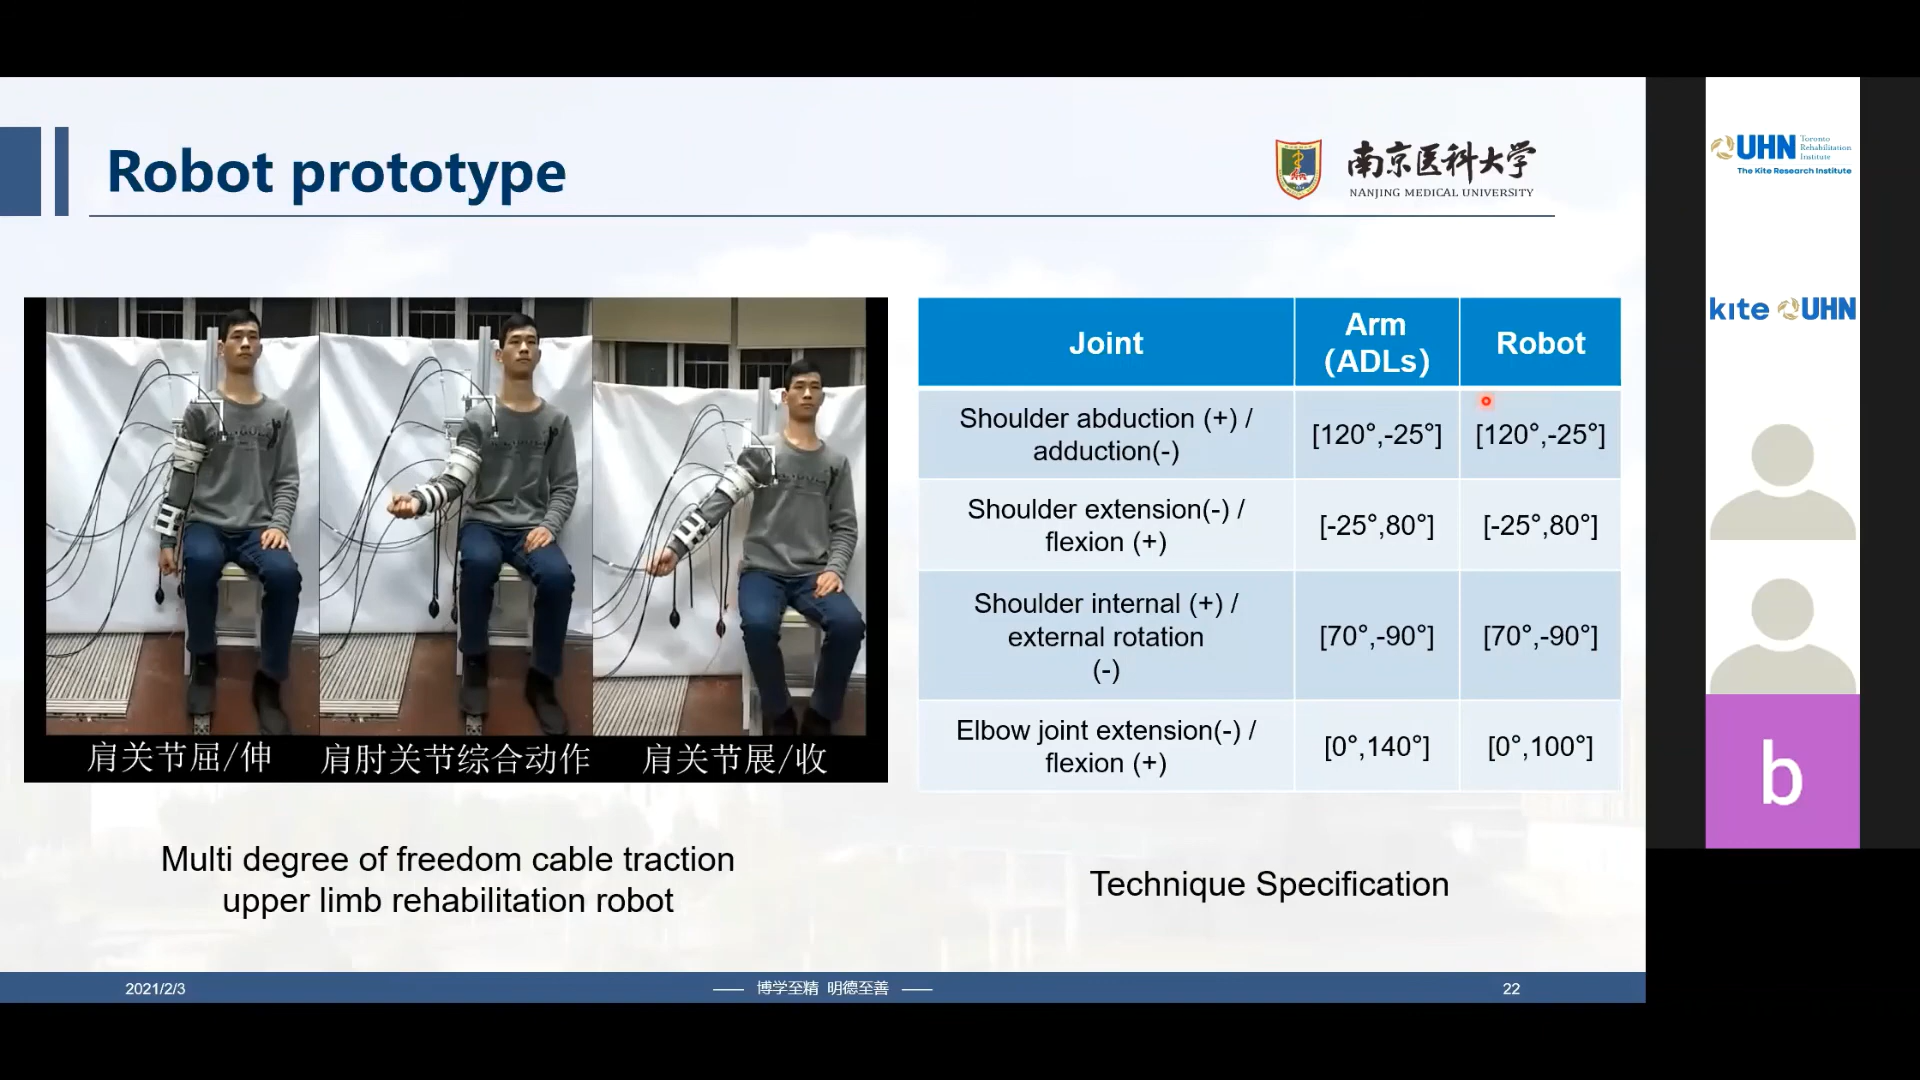 Robot prototype
南京医科大学
NANJING MEDICAL UNIVERSITY
肩关节屈/伸
肩肘关节综合动作
肩关节展/收
Multi degree of freedom cable traction
upper limb rehabilitation robot
Joint
Arm
(ADLs)
Robot
Shoulder abduction (+) /
adduction(-)
[120°,-25°]
[120°,-25°]
Shoulder extension(-) /
flexion (+)
[-25°,80°]
[-25°,80°]
Shoulder internal (+) /
external rotation
(-)
[70°,-90°]
[70°,-90°]
Elbow joint extension(-) /
flexion (+)
[0°,140°]
[0°,100°]
Technique Specification
2021/2/3
博学至精 明德至善
22
UHN
Toronto
Rehabilitation
Institute
The Kite Research Institute
kite UHN
b